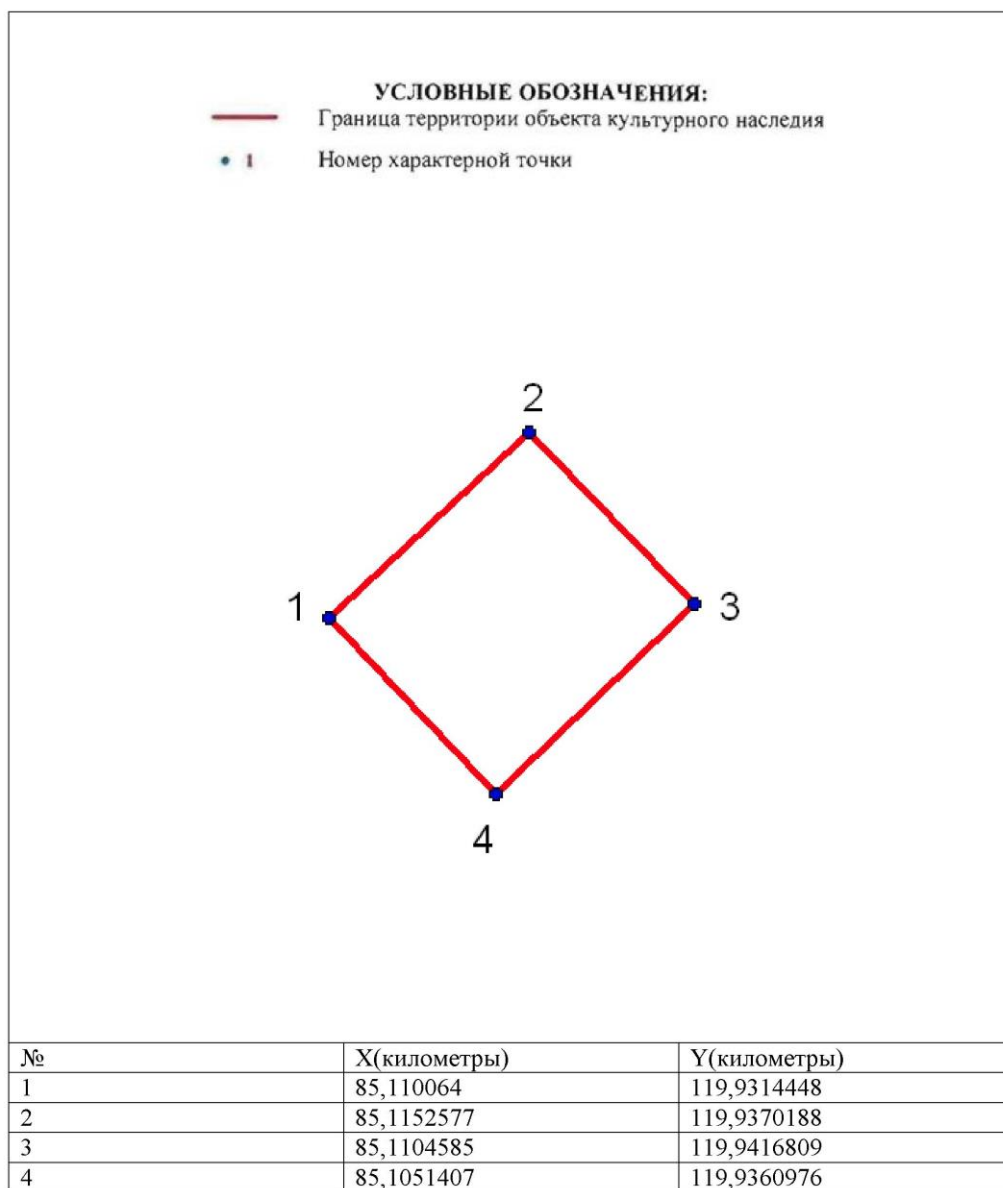 УСЛОВНЫЕ ОБОЗНАЧЕНИЯ:
Граница территории объекта культурного наследия
1 Номер характерной точки
2
1
3
4
№ X(километры) Y(километры)
1 85,110064 119,9314448
2 85,1152577 119,9370188
3 85,1104585 119,9416809
4 85,1051407 119,9360976